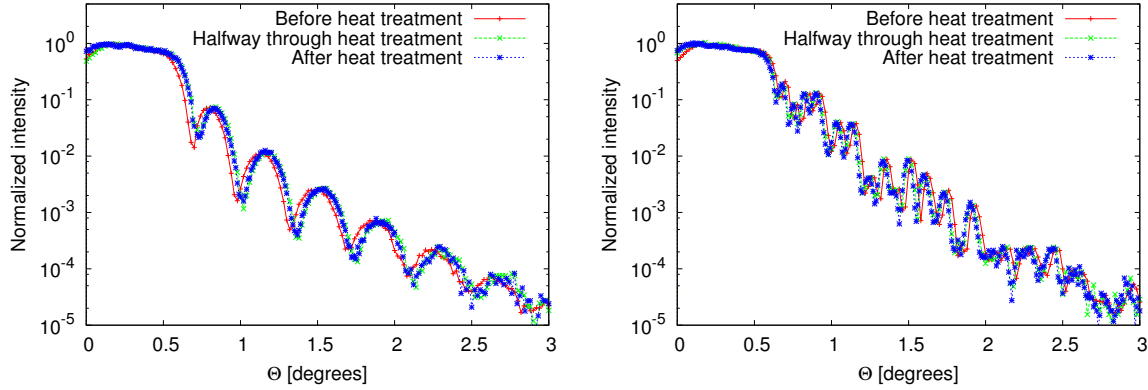 Before heat treatment
Halfway through heat treatment
After heat treatment
Normalized intensity
10^0
10^-1
10^-2
10^-3
10^-4
10^-5
0 0.5 1 1.5 2 2.5 3
Θ [degrees]
Before heat treatment
Halfway through heat treatment
After heat treatment
Normalized intensity
10^0
10^-1
10^-2
10^-3
10^-4
10^-5
0 0.5 1 1.5 2 2.5 3
Θ [degrees]